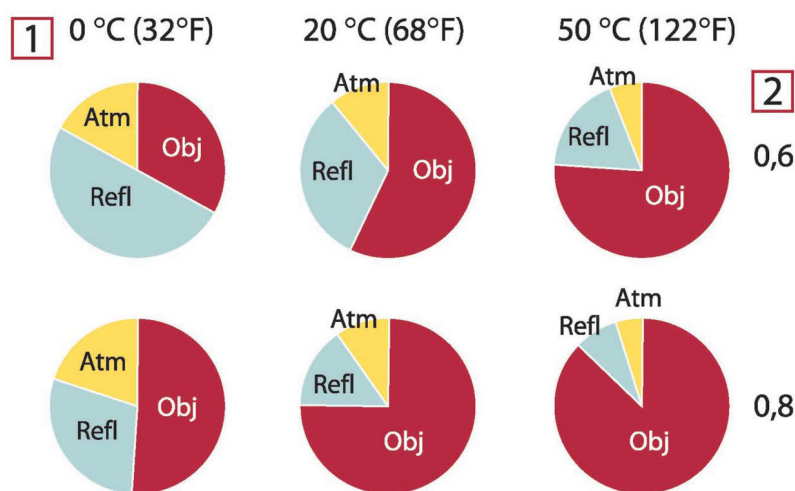 1 0 °C (32°F) 20 °C (68°F) 50 °C (122°F)
2
Atm Obj Refl
Atm Obj Refl
Atm Refl Obj
0,6
Atm Obj Refl
Atm Refl Obj
Atm Refl Obj
0,8